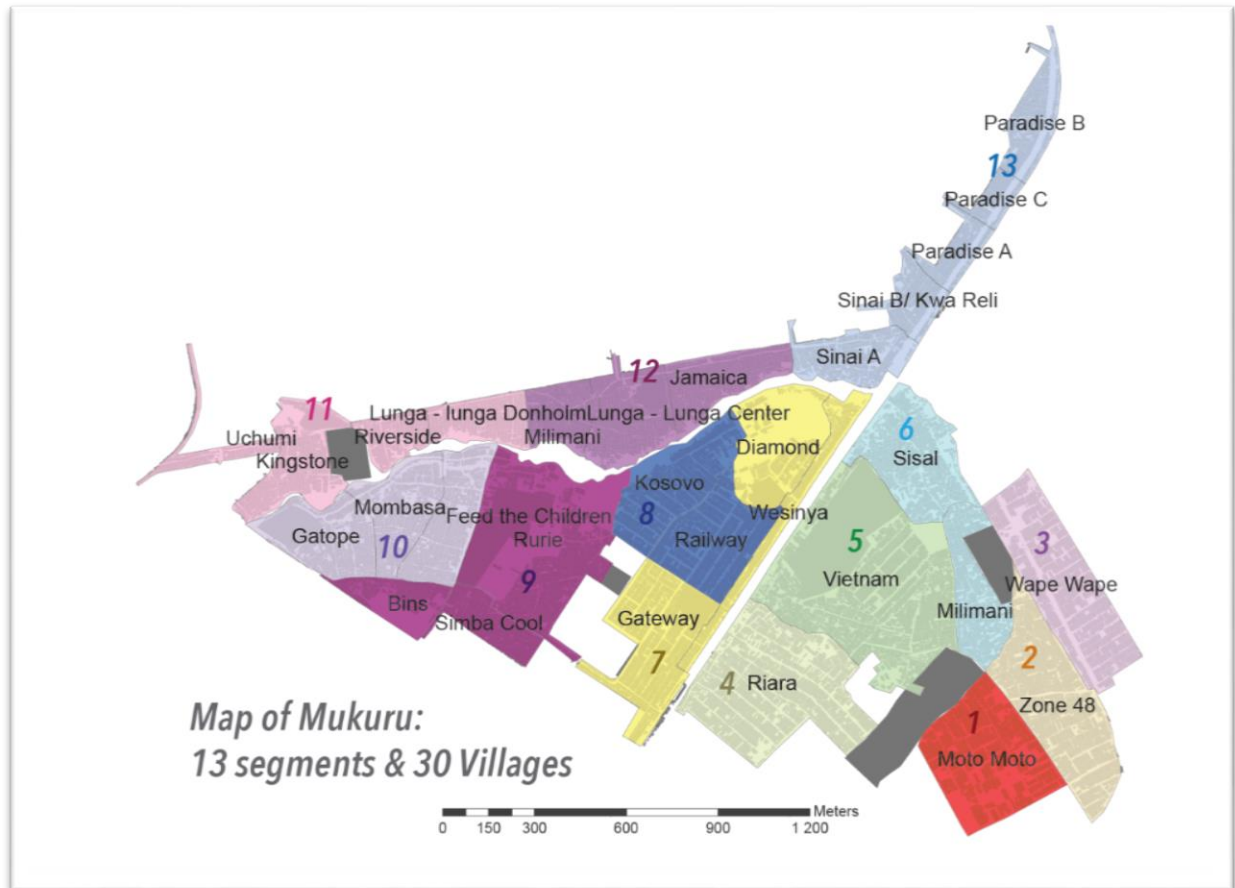 Paradise B
13
Paradise C
Paradise A
Sinai B/ Kwa Reli
Sinai A
12
Jamaica
11
Lunga - lunga Donholm
Lunga - Lunga Center
Uchumi
Riverside
Milimani
Kingstone
Diamond
6
Sisal
Kosovo
Mombasa
Feed the Children
8
Wesinya
Gatope
10
Rurie
Railway
5
3
Vietnam
Wape Wape
9
Bins
Simba Cool
Gateway
Milimani
7
4
Riara
2
Zone 48
1
Moto Moto
Map of Mukuru:
13 segments & 30 Villages
Meters
0 150 300 600 900 1 200